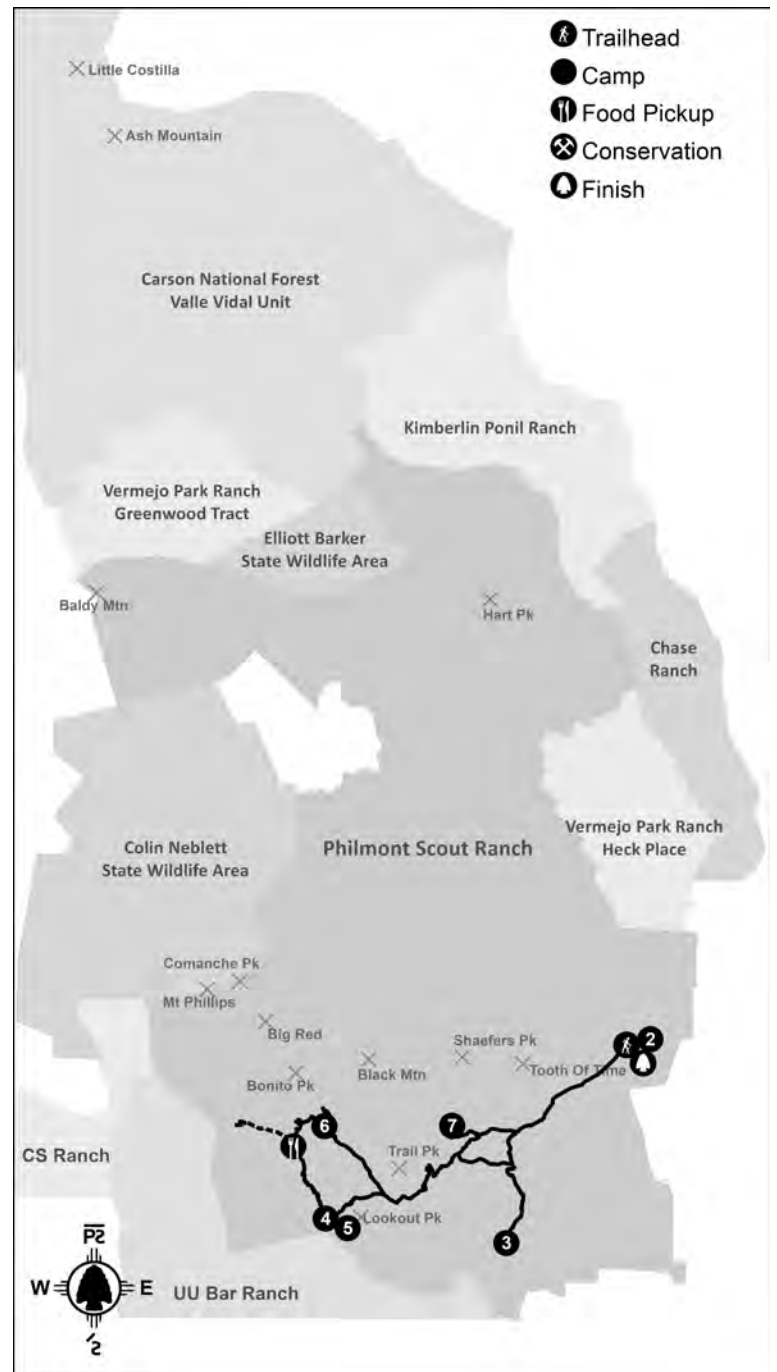 Trailhead
Camp
Food Pickup
Conservation
Finish
Little Costilla
Ash Mountain
Carson National Forest
Valle Vidal Unit
Kimberlin Ponil Ranch
Vermejo Park Ranch
Greenwood Tract
Elliott Barker
State Wildlife Area
Baldy Mtn
Hart Pk
Chase
Ranch
Colin Neblett
State Wildlife Area
Philmont Scout Ranch
Vermejo Park Ranch
Heck Place
Comanche Pk
Mt Phillips
Big Red
Shaefers Pk
2
Bonito Pk
Black Mtn
Tooth Of Time
6
7
CS Ranch
Trail Pk
4
5
Lookout Pk
3
W
E
UU Bar Ranch